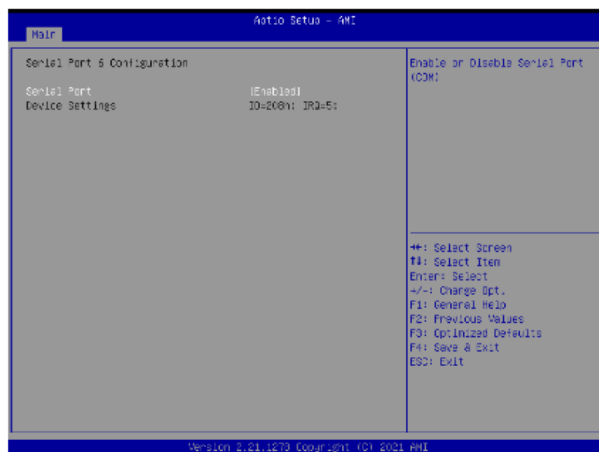 Aptio Setup - AMI
Main
Serial Port 6 Configuration
Serial Port [Enabled]
Device Settings IO=208h; IRQ=5;
Enable or Disable Serial Port
(COM)
→←: Select Screen
↑↓: Select Item
Enter: Select
+/-: Change Opt.
F1: General Help
F2: Previous Values
F3: Optimized Defaults
F4: Save & Exit
ESC: Exit
Version 2.21.1278 Copyright (C) 2021 AMI